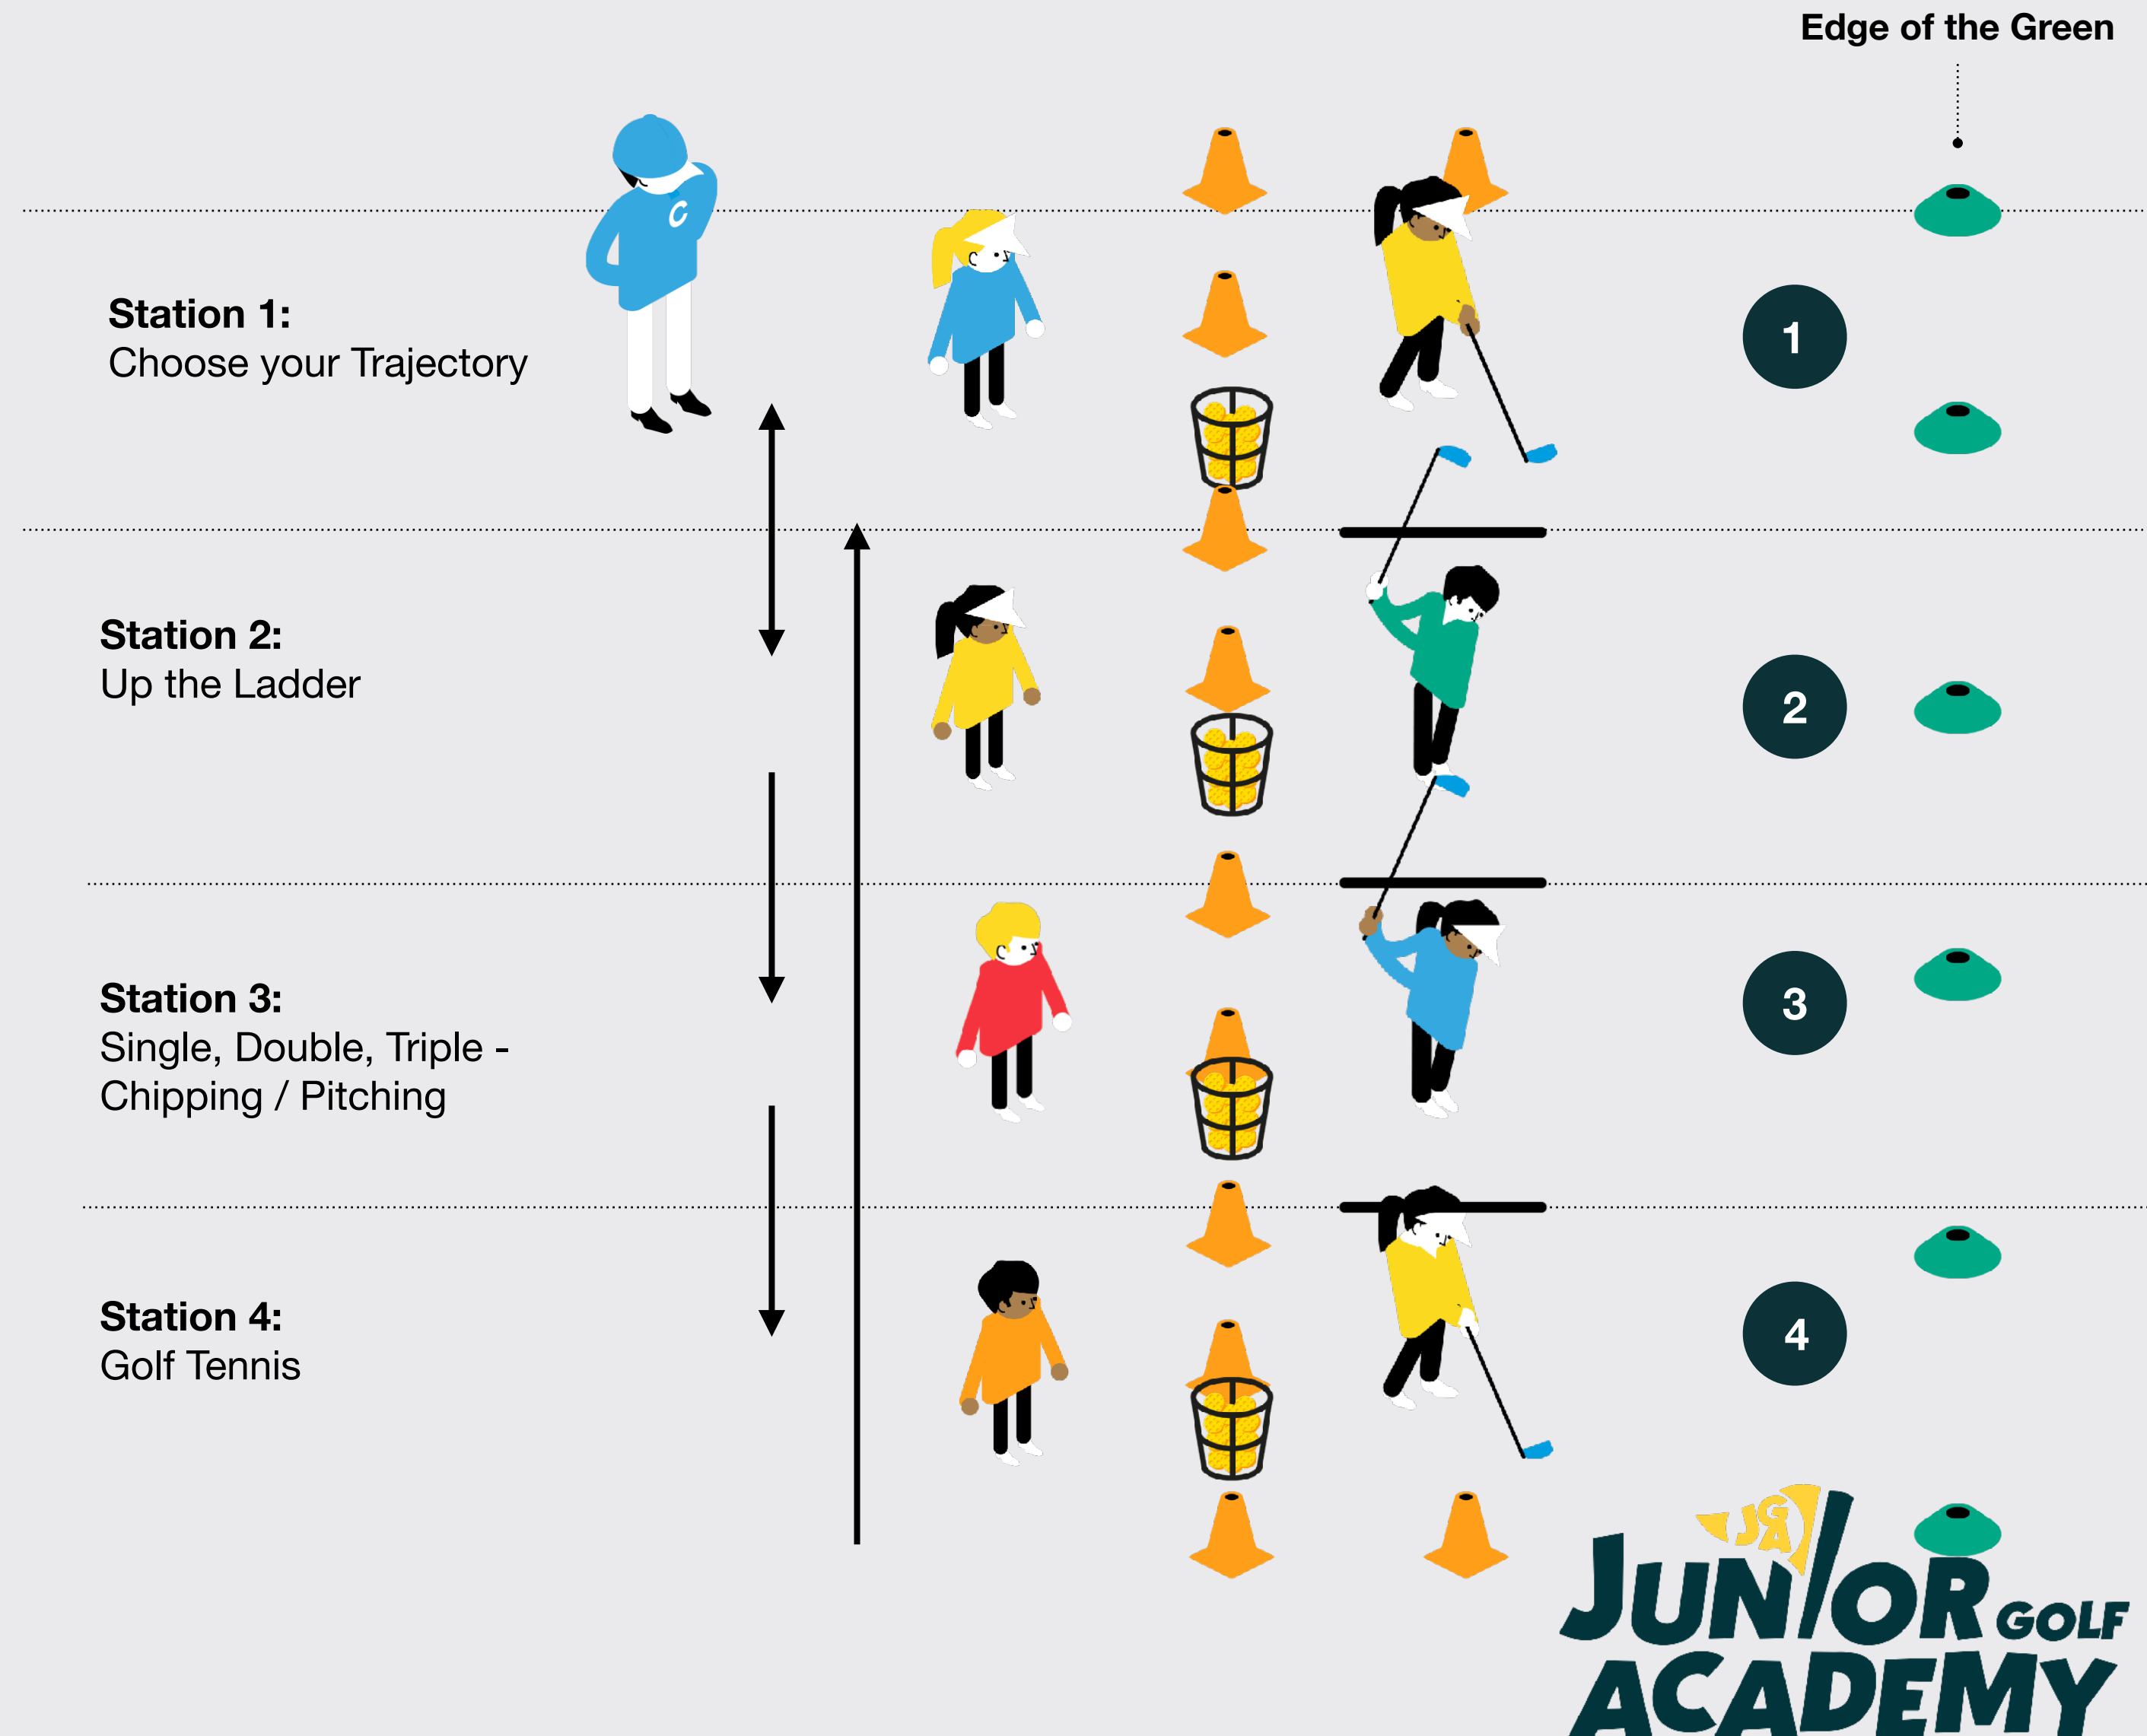 Edge of the Green
C
Station 1:
Choose your Trajectory
1
Station 2:
Up the Ladder
2
Station 3:
Single, Double, Triple -
Chipping / Pitching
3
Station 4:
Golf Tennis
4
JGA
JUNIOR GOLF
ACADEMY